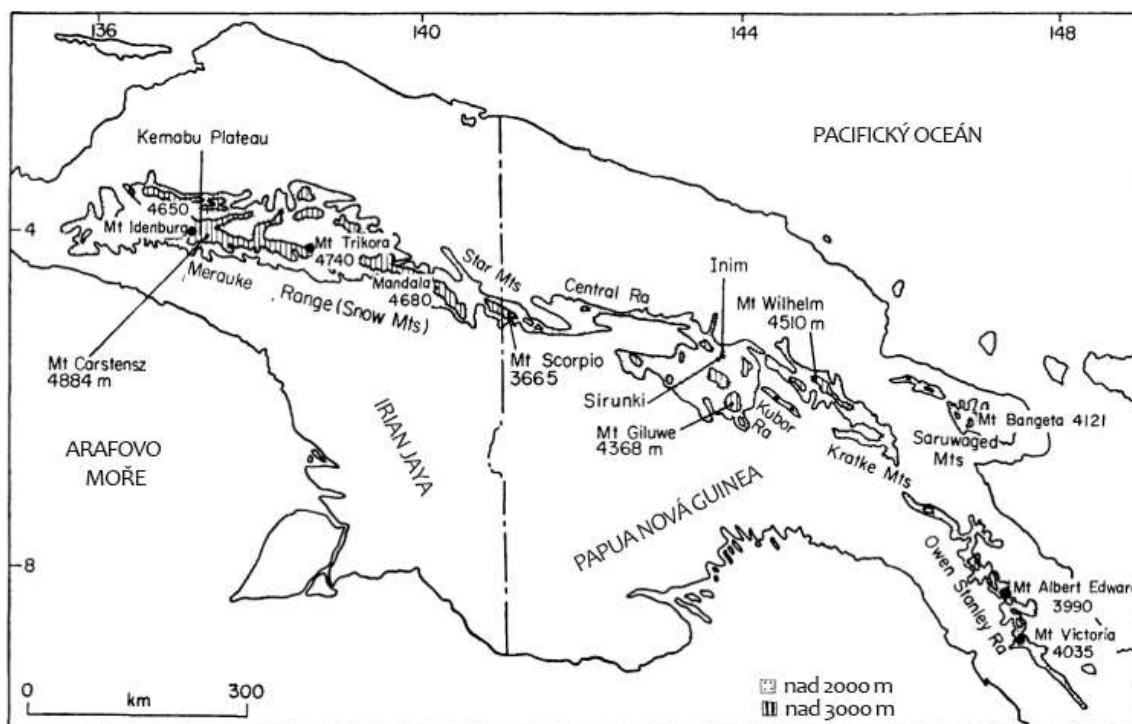 136
140
144
148
Kemabu Plateau
PACIFICKÝ OCEÁN
4650
4
Mt Idenburg
Mt Trikora
4740
Star Mts
Inim
Merauke Range (Snow Mts)
Mandala
4680
Central Ra
Mt Wilhelm
4510 m
Mt Carstensz
4884 m
Mt Scorpio
3665
Sirunki
Mt Giluwe
4368 m
Kubor
Ra
Mt Bangeta 4121
Saruwaged
Mts
Kratke Mts
ARAFOVO
MOŘE
IRIAN JAYA
PAPUA NOVÁ GUINEA
8
Owen Stanley Ra
Mt Albert Edward
3990
Mt Victoria
4035
0 300
km
nad 2000 m
nad 3000 m